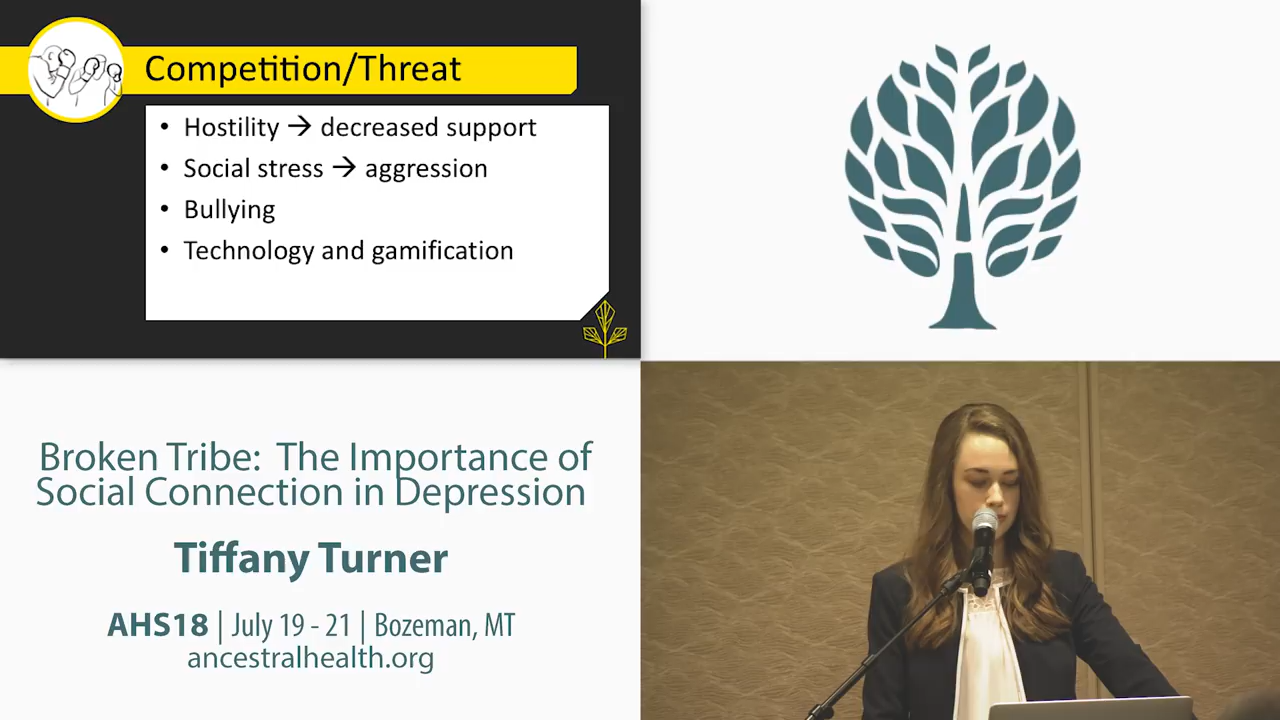 Competition/Threat
• Hostility → decreased support
• Social stress → aggression
• Bullying
• Technology and gamification
Broken Tribe: The Importance of
Social Connection in Depression
Tiffany Turner
AHS18 | July 19 - 21 | Bozeman, MT
ancestralhealth.org